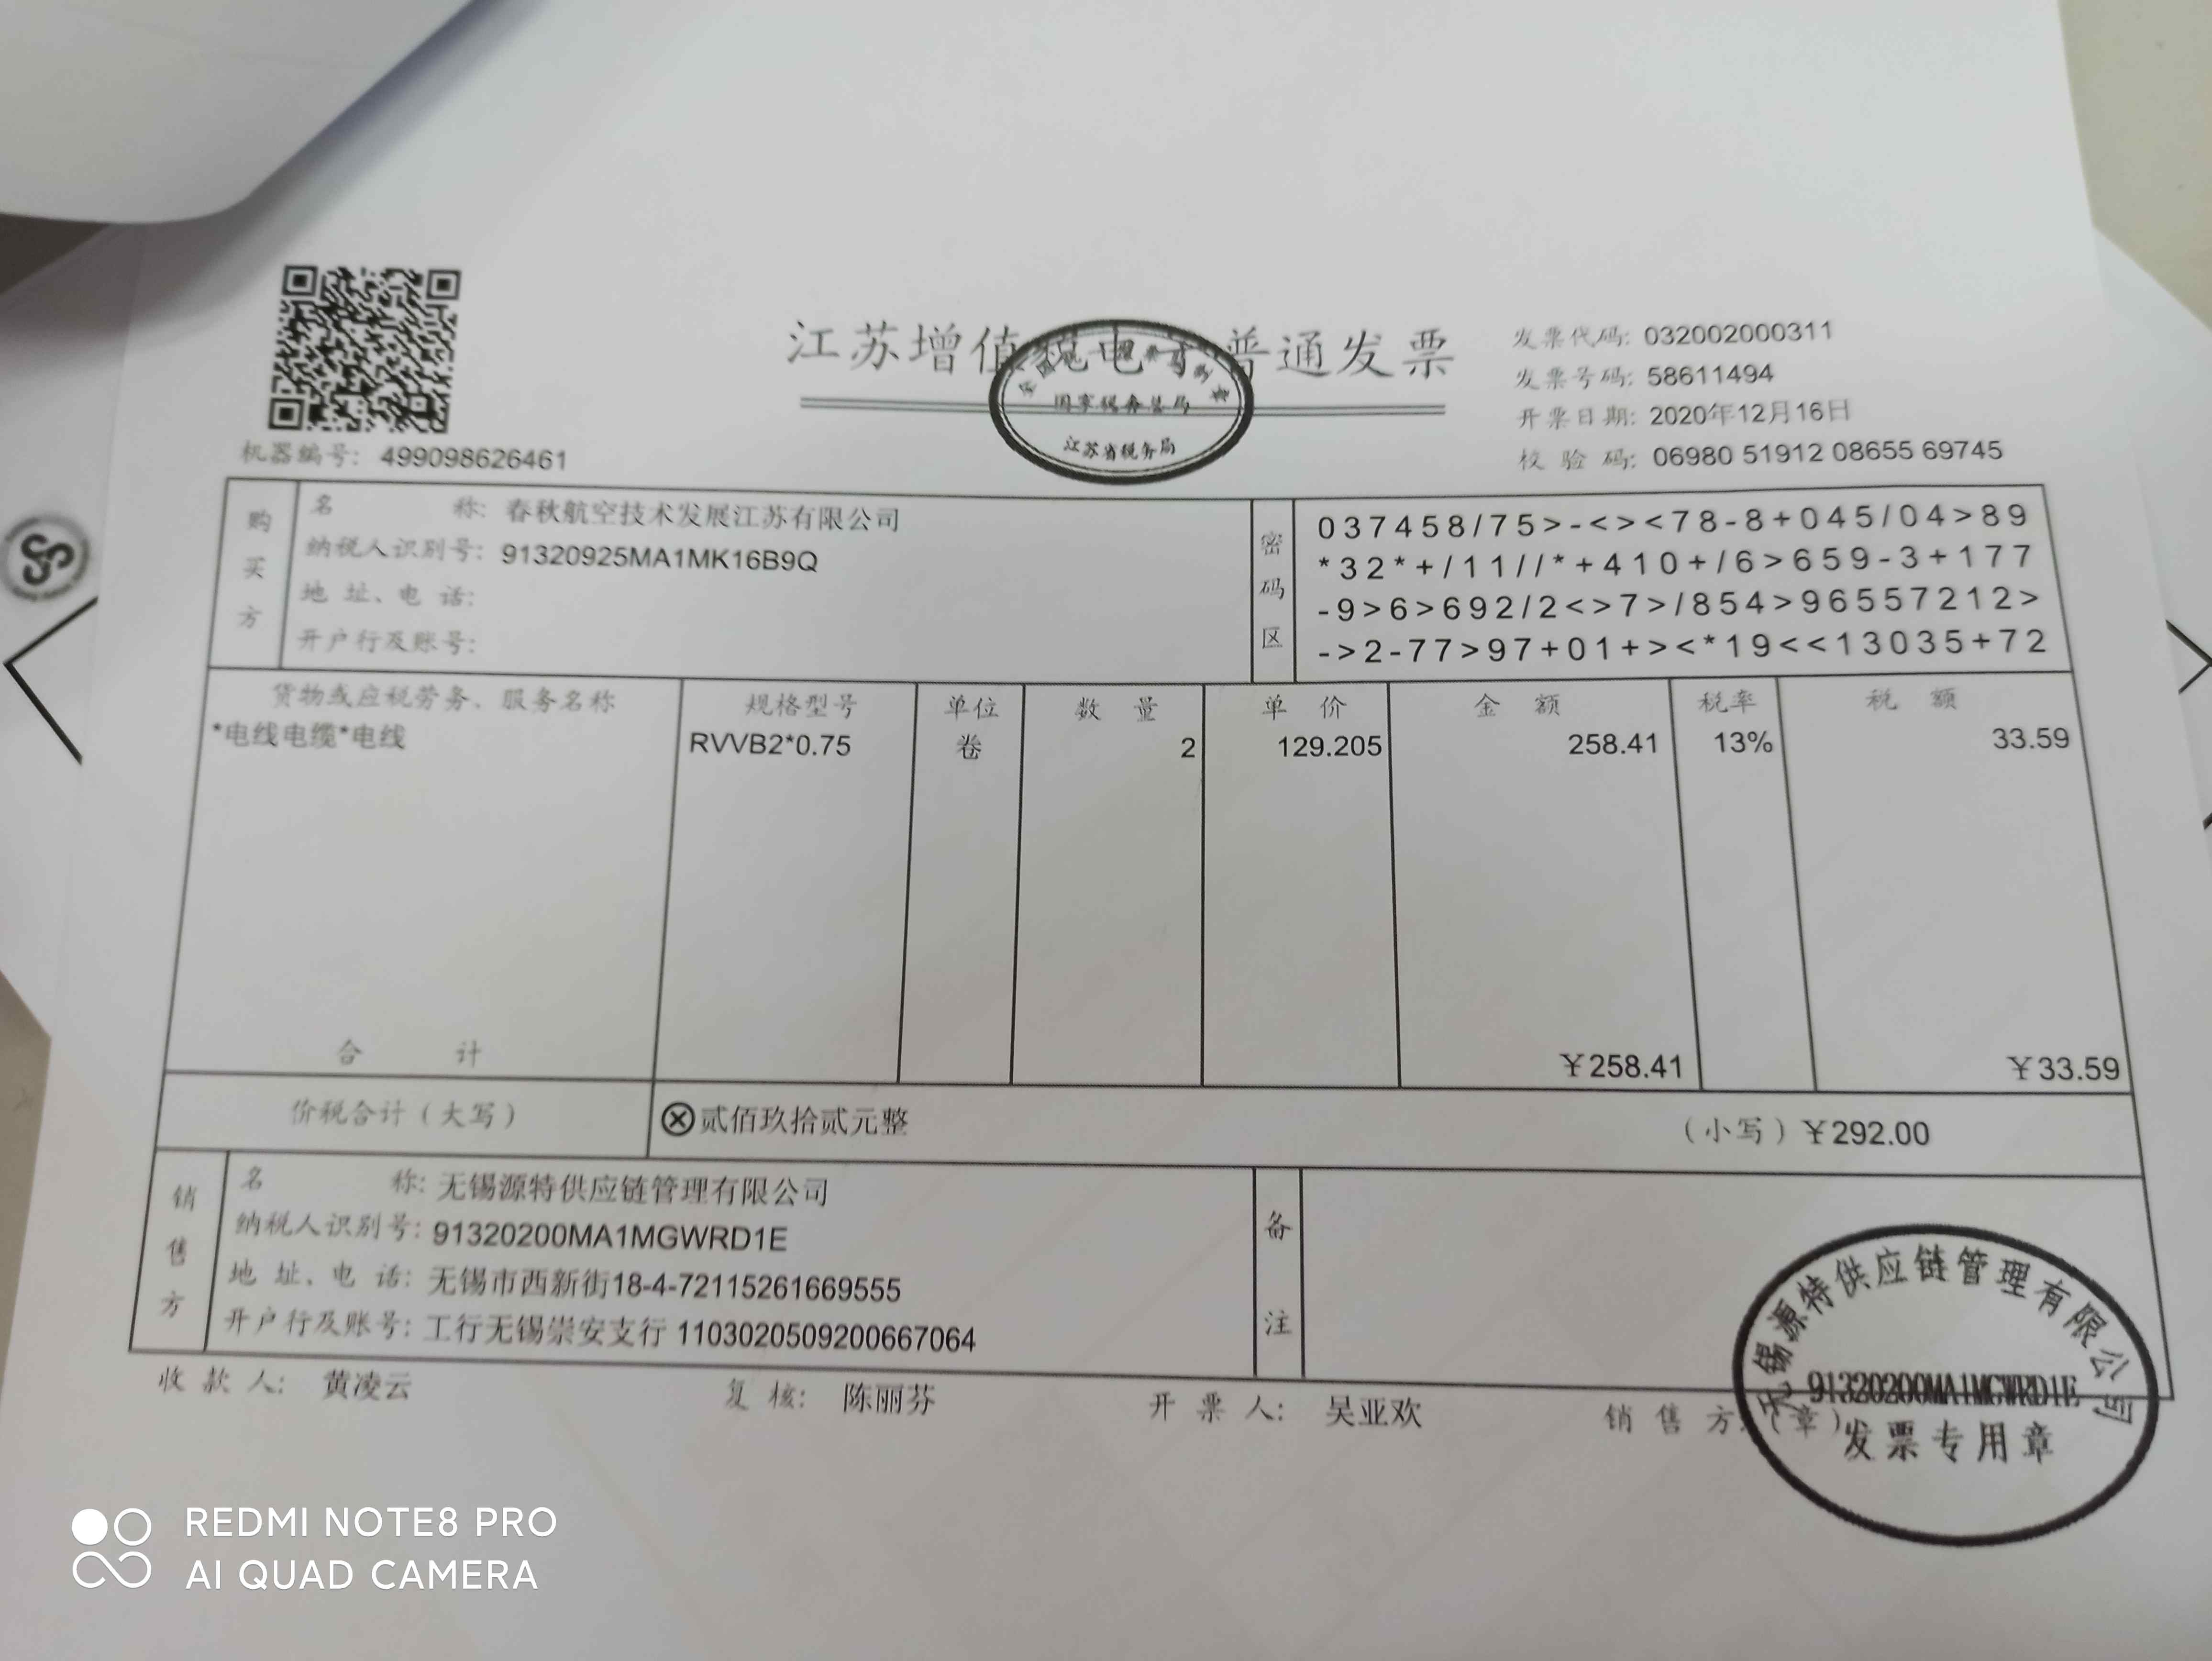 江苏增值税电子普通发票
国家税务总局
江苏省税务局
发票代码: 032002000311
发票号码: 58611494
开票日期: 2020年12月16日
校 验 码: 06980 51912 08655 69745
机器编号: 499098626461
购买方
名 称: 春秋航空技术发展江苏有限公司
纳税人识别号: 91320925MA1MK16B9Q
地 址、电 话:
开户行及账号:
密码区
037458/75>-<><78-8+045/04>89
*32*+/11//*+410+/6>659-3+177
-9>6>692/2<>7>/854>96557212>
->2-77>97+01+><*19<<13035+72
货物或应税劳务、服务名称 规格型号 单位 数 量 单 价 金 额 税率 税 额
*电线电缆*电线 RVVB2*0.75 卷 2 129.205 258.41 13% 33.59
合 计 ¥258.41 ¥33.59
价税合计(大写) ⊗贰佰玖拾贰元整 (小写)¥292.00
销售方
名 称: 无锡源特供应链管理有限公司
纳税人识别号: 91320200MA1MGWRD1E
地 址、电 话: 无锡市西新街18-4-72115261669555
开户行及账号: 工行无锡崇安支行 1103020509200667064
备注
收 款 人: 黄凌云 复 核: 陈丽芬 开 票 人: 吴亚欢 销 售 方:(章)
无锡源特供应链管理有限公司
91320200MA1MGWRD1E
发票专用章
REDMI NOTE8 PRO
AI QUAD CAMERA